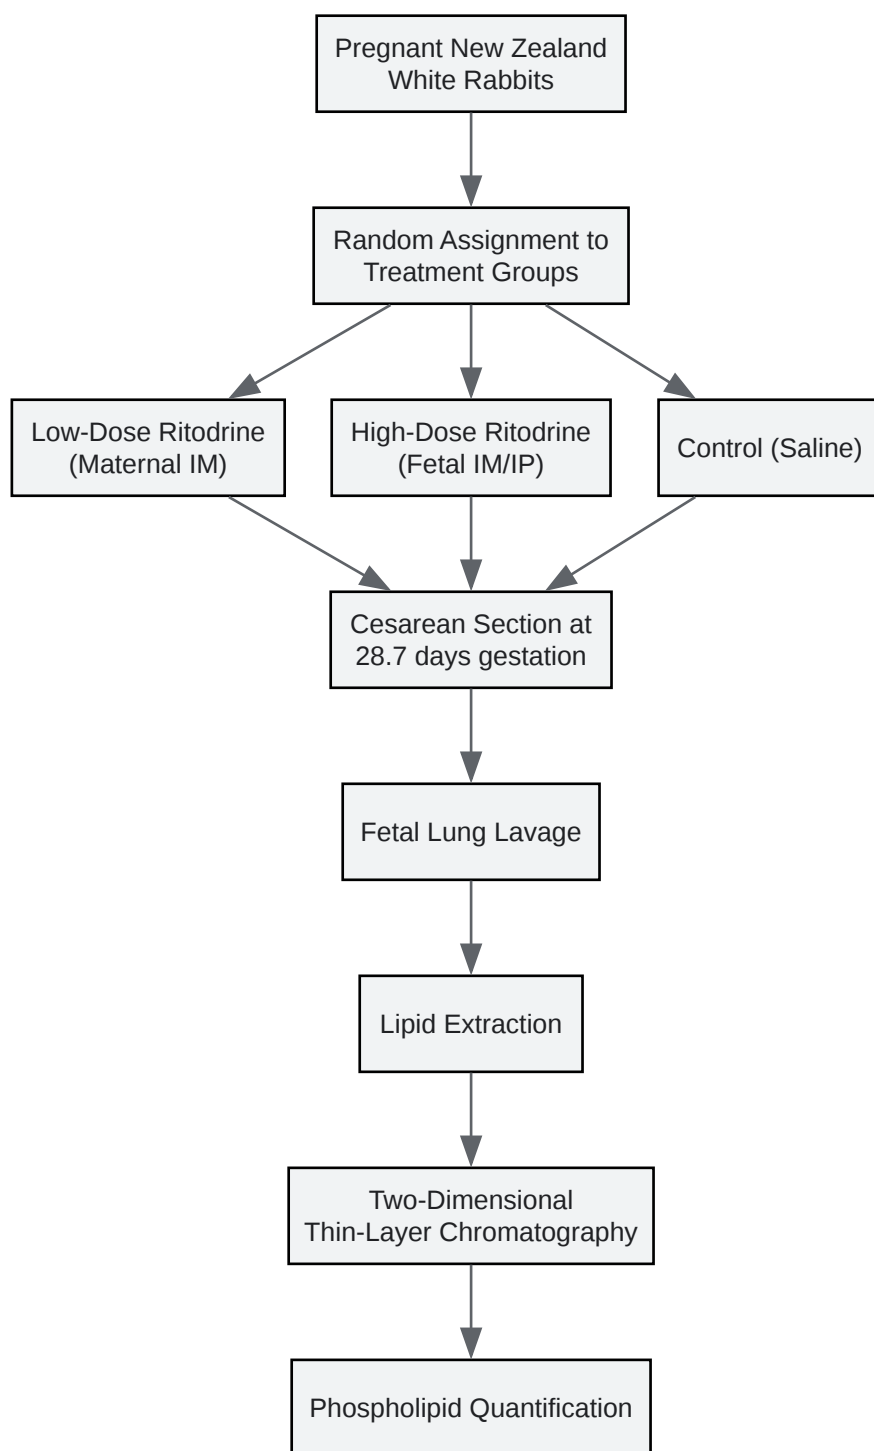 Pregnant New Zealand
White Rabbits
Random Assignment to
Treatment Groups
Low-Dose Ritodrine
(Maternal IM)
High-Dose Ritodrine
(Fetal IM/IP)
Control (Saline)
Cesarean Section at
28.7 days gestation
Fetal Lung Lavage
Lipid Extraction
Two-Dimensional
Thin-Layer Chromatography
Phospholipid Quantification